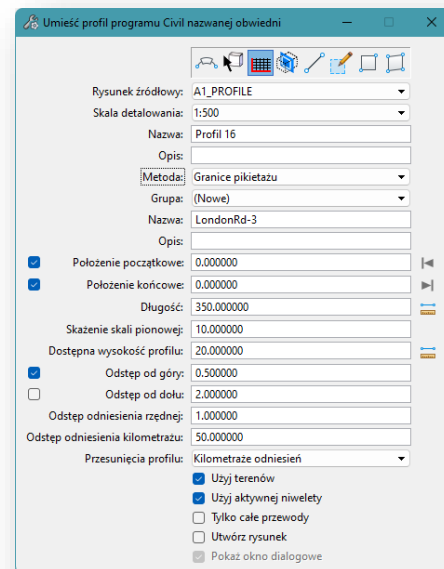 Umieść profil programu Civil nazwanej obwiedni
Rysunek źródłowy: A1_PROFILE
Skala detalowania: 1:500
Nazwa: Profil 16
Opis:
Metoda: Granice pikietażu
Grupa: (Nowe)
Nazwa: LondonRd-3
Opis:
Położenie początkowe: 0.000000
Położenie końcowe: 0.000000
Długość: 350.000000
Skażenie skali pionowej: 10.000000
Dostępna wysokość profilu: 20.000000
Odstęp od góry: 0.500000
Odstęp od dołu: 2.000000
Odstęp odniesienia rzędnej: 1.000000
Odstęp odniesienia kilometrażu: 50.000000
Przesunięcia profilu: Kilometraże odniesień
Użyj terenów
Użyj aktywnej niwelety
Tylko całe przewody
Utwórz rysunek
Pokaż okno dialogowe